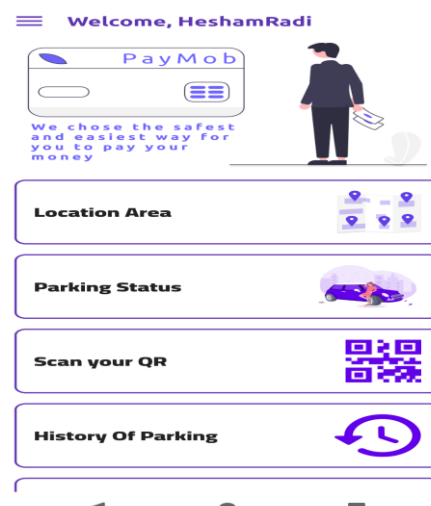 Welcome, HeshamRadi
PayMob
We chose the safest
and easiest way for
you to pay your
money
Location Area
Parking Status
Scan your QR
History Of Parking